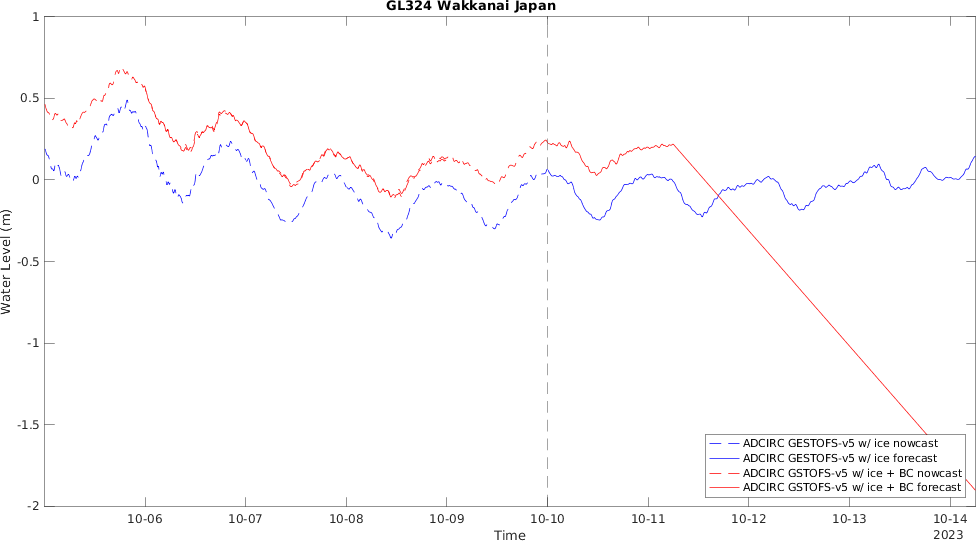 GL324 Wakkanai Japan
1
0.5
0
-0.5
-1
-1.5
-2
Water Level (m)
ADCIRC GESTOFS-v5 w/ ice nowcast
ADCIRC GESTOFS-v5 w/ ice forecast
ADCIRC GSTOFS-v5 w/ ice + BC nowcast
ADCIRC GSTOFS-v5 w/ ice + BC forecast
10-06 10-07 10-08 10-09 10-10 10-11 10-12 10-13 10-14
Time
2023